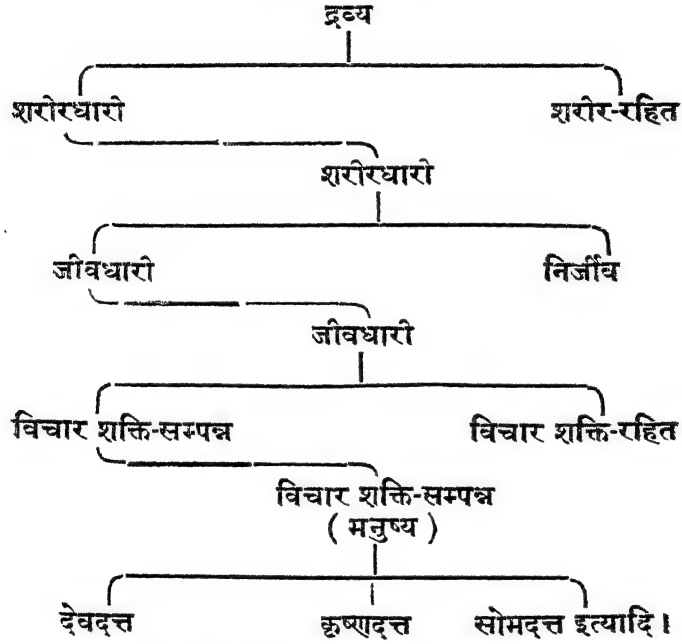 द्रव्य
शरीरधारी शरीर-रहित
शरीरधारी
जीवधारी निर्जीव
जीवधारी
विचार शक्ति-सम्पन्न विचार शक्ति-रहित
विचार शक्ति-सम्पन्न
( मनुष्य )
देवदत्त कृष्णदत्त सोमदत्त इत्यादि।